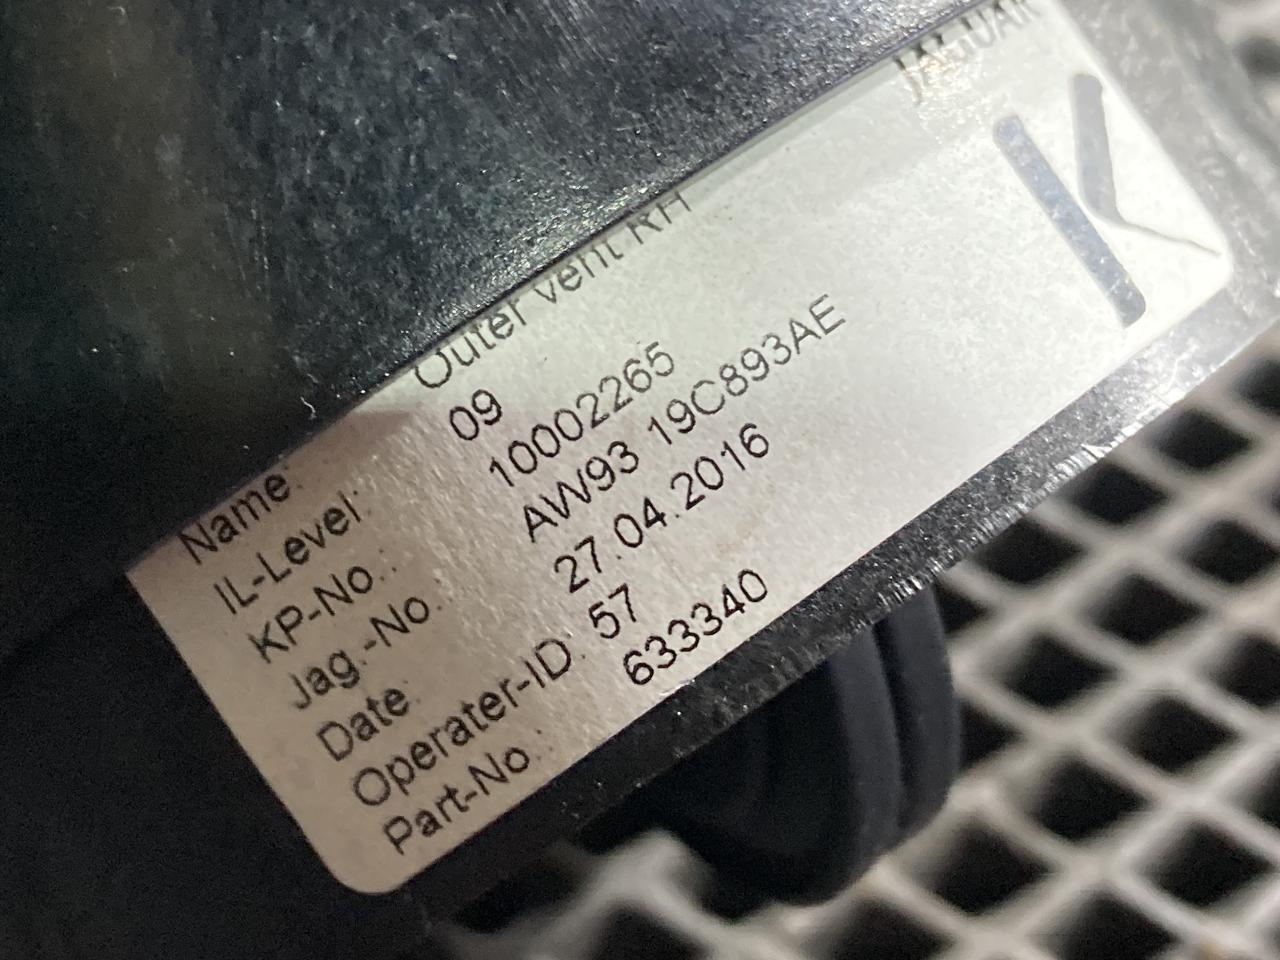 JAGUAR
Name: Outer vent RH
IL-Level: 09
KP-No.: 10002265
Jag.-No. AW93 19C893AE
Date: 27.04.2016
Operater-ID. 57
Part-No.: 633340
K